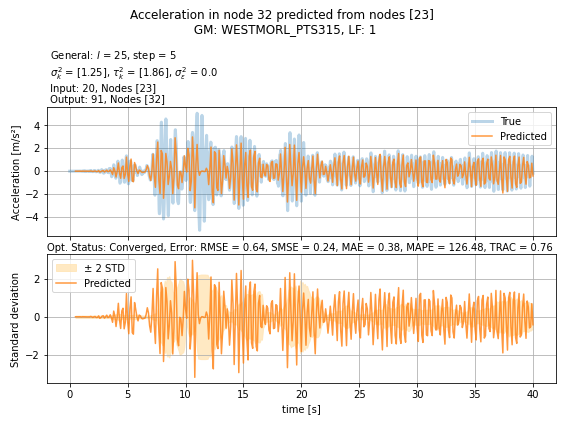 Acceleration in node 32 predicted from nodes [23]
GM: WESTMORL_PTS315, LF: 1
General: l = 25, step = 5
σ²ₖ = [1.25], τ²ₖ = [1.86], σ²ε = 0.0
Input: 20, Nodes [23]
Output: 91, Nodes [32]
True
Predicted
Acceleration [m/s²]
4
2
0
−2
−4
Opt. Status: Converged, Error: RMSE = 0.64, SMSE = 0.24, MAE = 0.38, MAPE = 126.48, TRAC = 0.76
± 2 STD
Predicted
Standard deviation
2
0
−2
0 5 10 15 20 25 30 35 40
time [s]